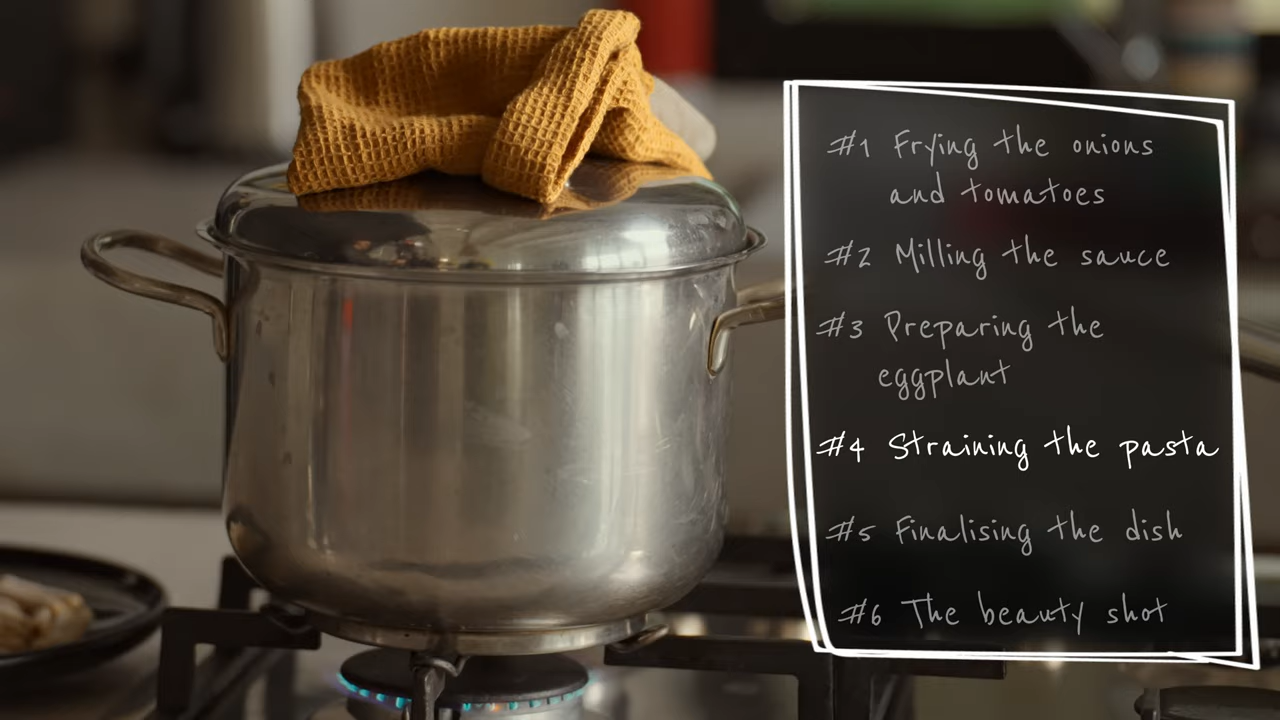 #1 Frying the onions
and tomatoes
#2 Milling the sauce
#3 Preparing the
eggplant
#4 Straining the pasta
#5 Finalising the dish
#6 The beauty shot